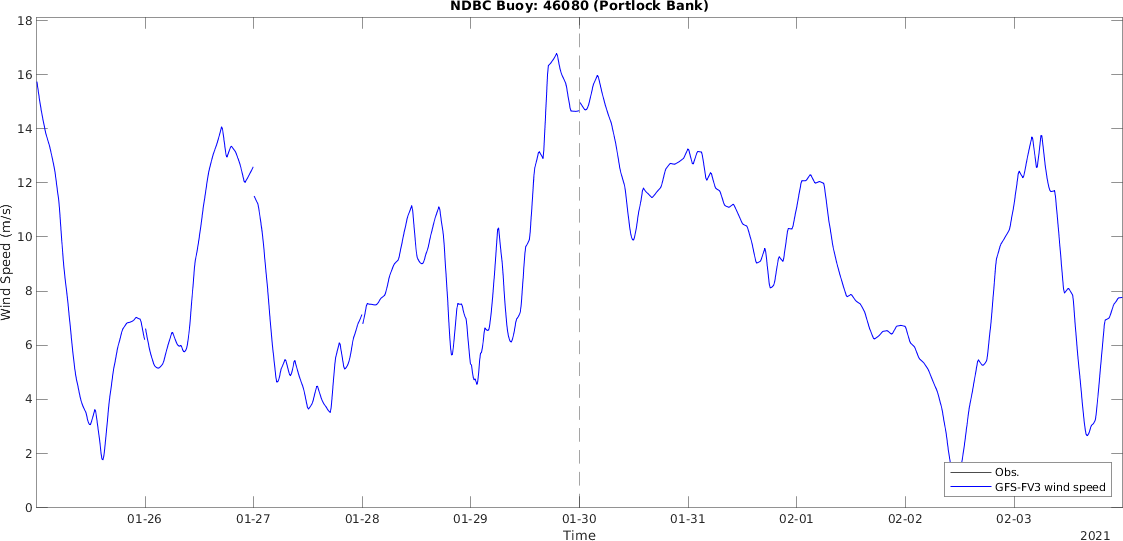 NDBC Buoy: 46080 (Portlock Bank)
18
16
14
12
10
8
6
4
2
0
Wind Speed (m/s)
01-26 01-27 01-28 01-29 01-30 01-31 02-01 02-02 02-03
Time
2021
Obs.
GFS-FV3 wind speed